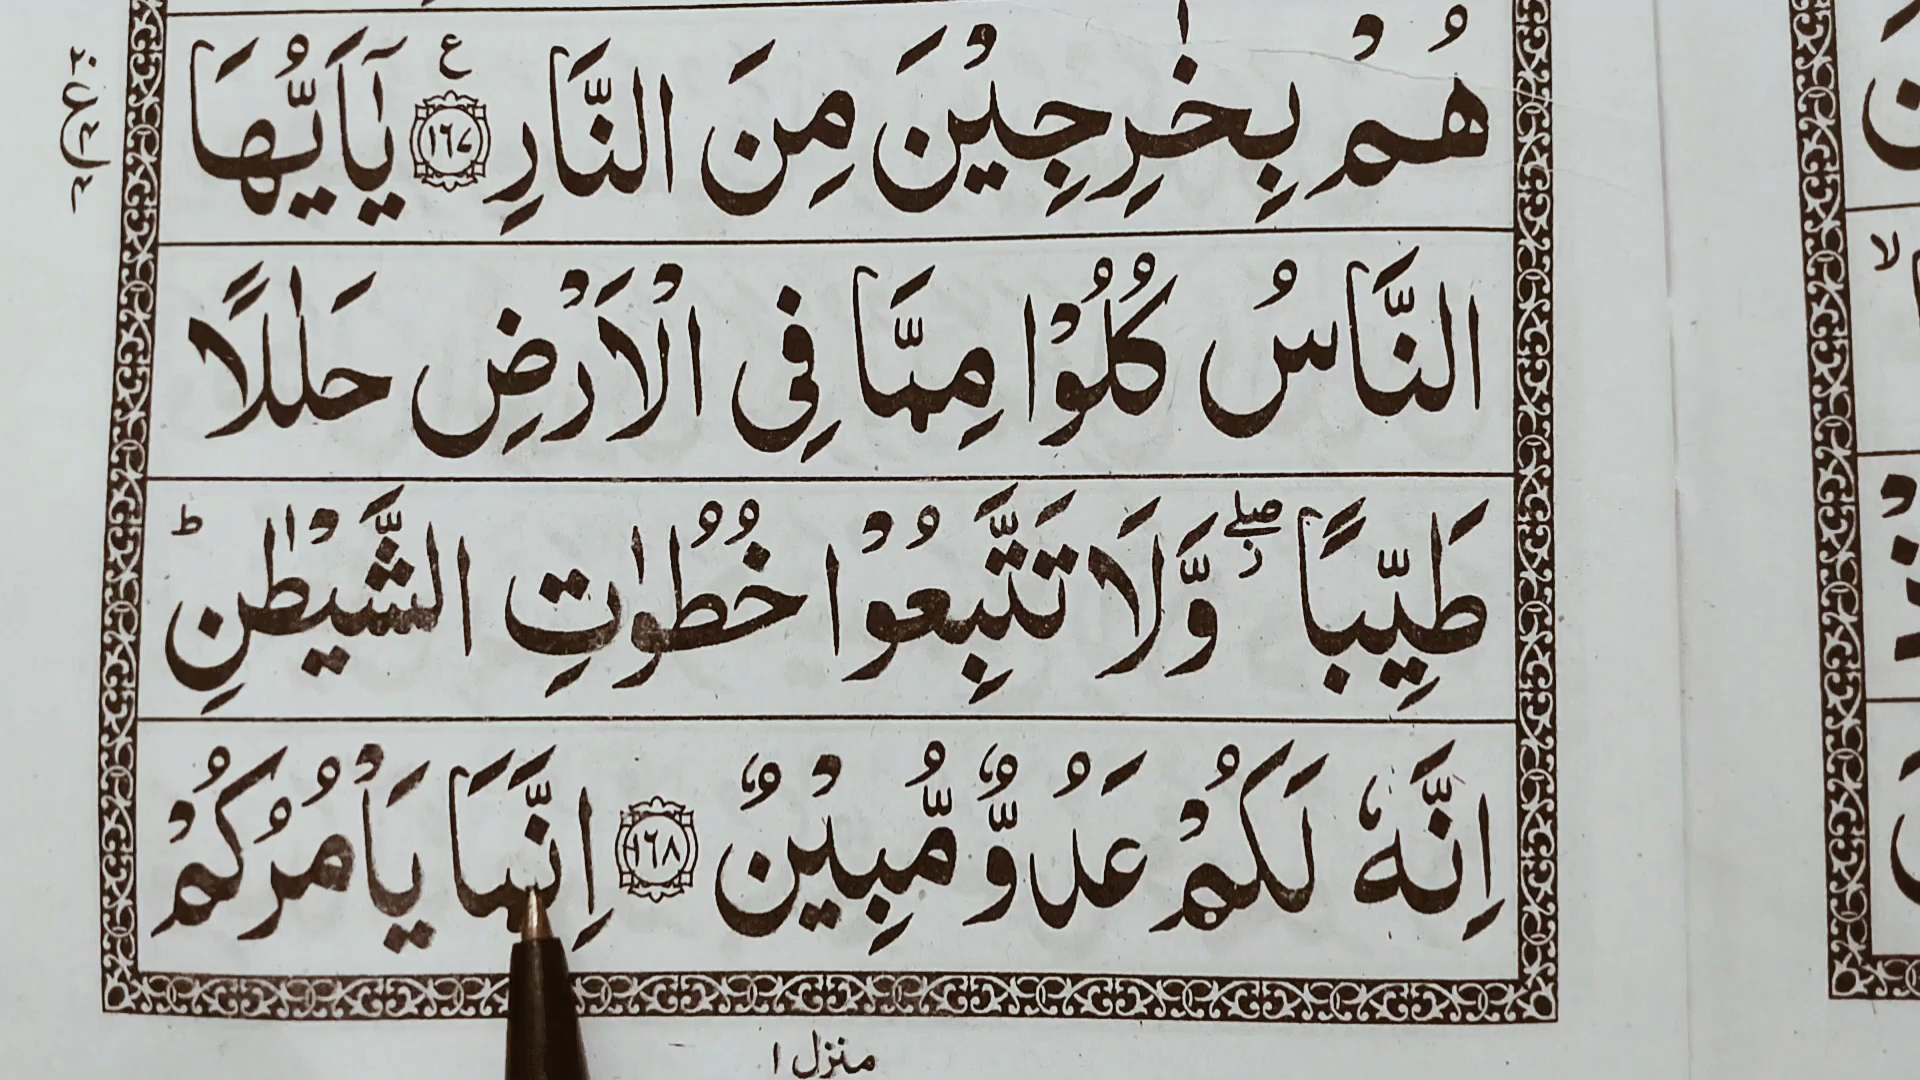 هُمْ بِخٰرِجِيْنَ مِنَ النَّارِ ۧ ﴿١٦٧﴾ يٰۤاَيُّهَا
النَّاسُ كُلُوْا مِمَّا فِى الْاَرْضِ حَلٰلًا
طَيِّبًا ۖز وَّلَا تَتَّبِعُوْا خُطُوٰتِ الشَّيْطٰنِ ؕ
اِنَّهٗ لَكُمْ عَدُوٌّ مُّبِيْنٌ ﴿١٦٨﴾ اِنَّمَا يَاْمُرُكُمْ
منزل ١